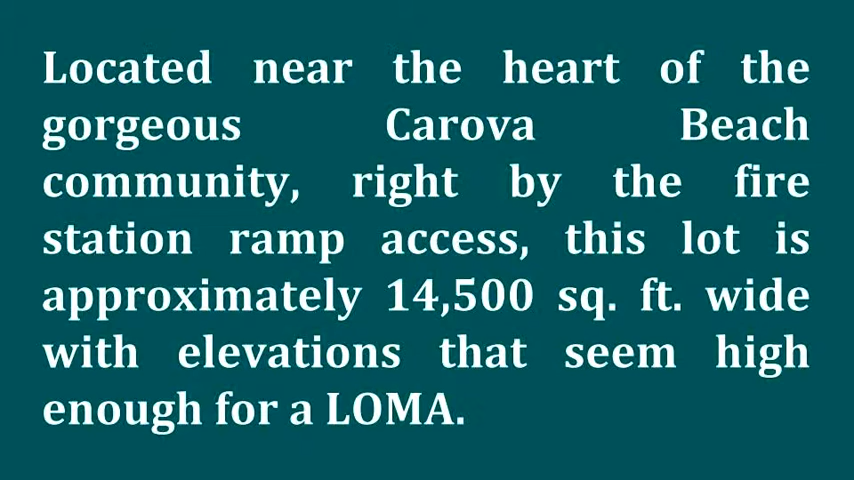 Located near the heart of the
gorgeous Carova Beach
community, right by the fire
station ramp access, this lot is
approximately 14,500 sq. ft. wide
with elevations that seem high
enough for a LOMA.